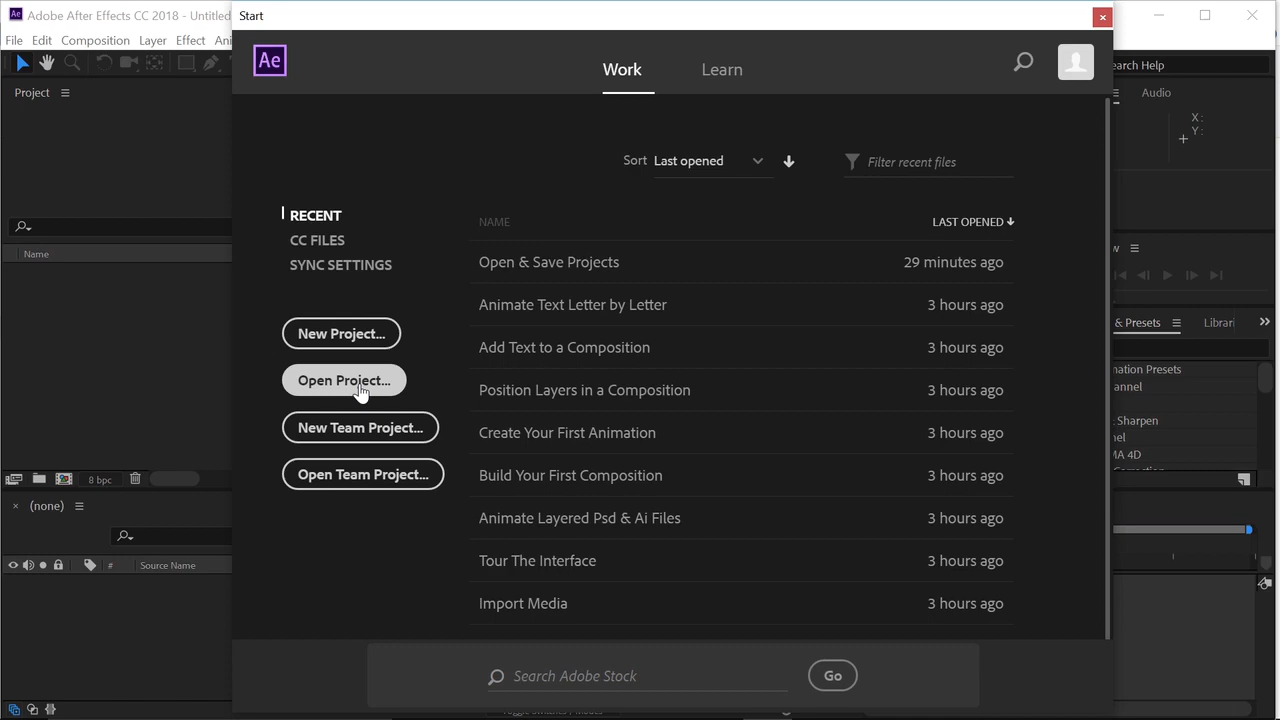 Adobe After Effects CC 2018 - Untitled
Start
File Edit Composition Layer Effect Ani
Ae
Work
Learn
arch Help
Project
Audio
X:
Y:
Sort
Last opened
Filter recent files
RECENT
CC FILES
SYNC SETTINGS
NAME
LAST OPENED
Name
Open & Save Projects
29 minutes ago
Animate Text Letter by Letter
3 hours ago
New Project...
& Presets
Librari
Add Text to a Composition
3 hours ago
Open Project...
Position Layers in a Composition
3 hours ago
mation Presets
annel
New Team Project...
Create Your First Animation
3 hours ago
Sharpen
nel
MA 4D
Open Team Project...
Build Your First Composition
3 hours ago
8 bpc
(none)
Animate Layered Psd & Ai Files
3 hours ago
# Source Name
Tour The Interface
3 hours ago
Import Media
3 hours ago
Search Adobe Stock
Go